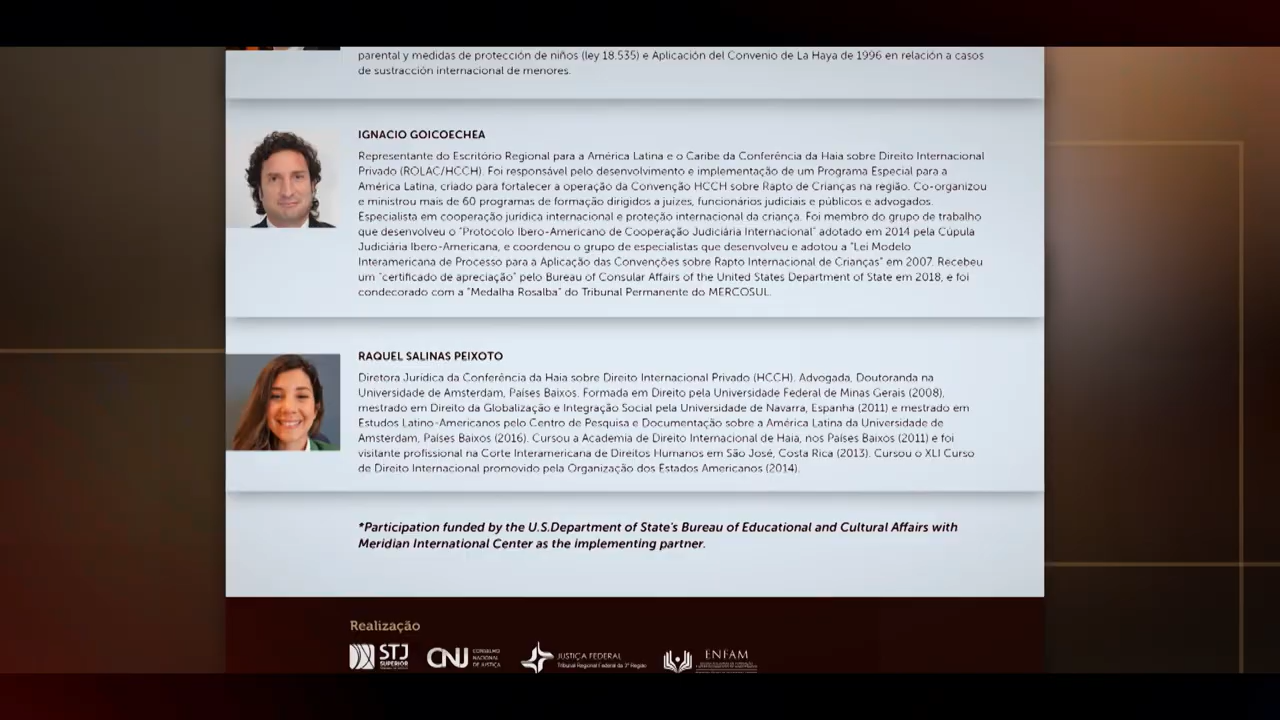 parental y medidas de protección de niños (ley 18.535) e Aplicación del Convenio de La Haya de 1996 en relación a casos
de sustracción internacional de menores.
IGNACIO GOICOECHEA
Representante do Escritório Regional para a América Latina e o Caribe da Conferência da Haia sobre Direito Internacional
Privado (ROLAC/HCCH). Foi responsável pelo desenvolvimento e implementação de um Programa Especial para a
América Latina, criado para fortalecer a operação da Convenção HCCH sobre Rapto de Crianças na região. Co-organizou
e ministrou mais de 60 programas de formação dirigidos a juízes, funcionários judiciais e públicos e advogados.
Especialista em cooperação jurídica internacional e proteção internacional da criança. Foi membro do grupo de trabalho
que desenvolveu o "Protocolo Ibero-Americano de Cooperação Judiciária Internacional" adotado em 2014 pela Cúpula
Judiciária Ibero-Americana, e coordenou o grupo de especialistas que desenvolveu e adotou a "Lei Modelo
Interamericana de Processo para a Aplicação das Convenções sobre Rapto Internacional de Crianças" em 2007. Recebeu
um "certificado de apreciação" pelo Bureau of Consular Affairs of the United States Department of State em 2018, e foi
condecorado com a "Medalha Rosalba" do Tribunal Permanente do MERCOSUL.
RAQUEL SALINAS PEIXOTO
Diretora Jurídica da Conferência da Haia sobre Direito Internacional Privado (HCCH). Advogada, Doutoranda na
Universidade de Amsterdam, Países Baixos. Formada em Direito pela Universidade Federal de Minas Gerais (2008),
mestrado em Direito da Globalização e Integração Social pela Universidade de Navarra, Espanha (2011) e mestrado em
Estudos Latino-Americanos pelo Centro de Pesquisa e Documentação sobre a América Latina da Universidade de
Amsterdam, Países Baixos (2016). Cursou a Academia de Direito Internacional de Haia, nos Países Baixos (2011) e foi
visitante profissional na Corte Interamericana de Direitos Humanos em São José, Costa Rica (2013). Cursou o XLI Curso
de Direito Internacional promovido pela Organização dos Estados Americanos (2014).
*Participation funded by the U.S.Department of State's Bureau of Educational and Cultural Affairs with
Meridian International Center as the implementing partner.
Realização
STJ SUPERIOR
CNJ CONSELHO NACIONAL DE JUSTIÇA
JUSTIÇA FEDERAL
Tribunal Regional Federal da 3ª Região
ENFAM